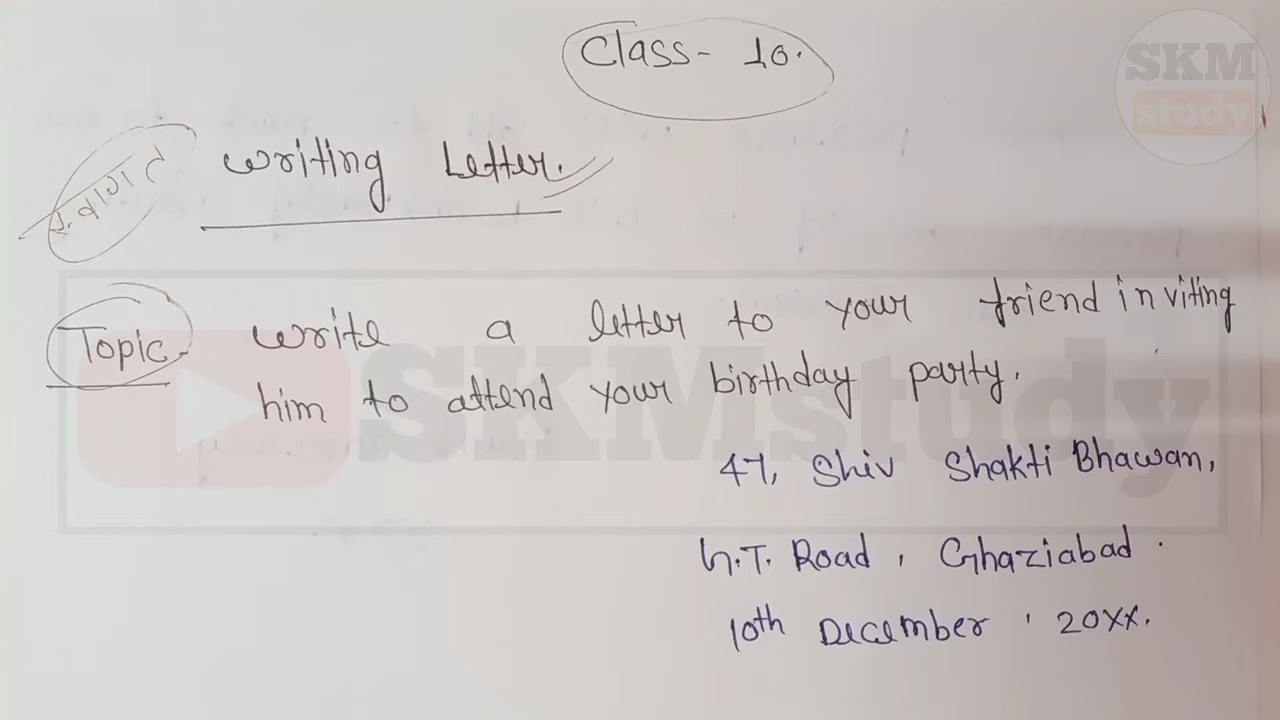 Class- 10.
SKM
study
Writing Letter.
Topic- Write a letter to your friend inviting
him to attend your birthday party.
SKMstudy
47, Shiv Shakti Bhawan,
G.T. Road, Ghaziabad.
10th December, 20XX.